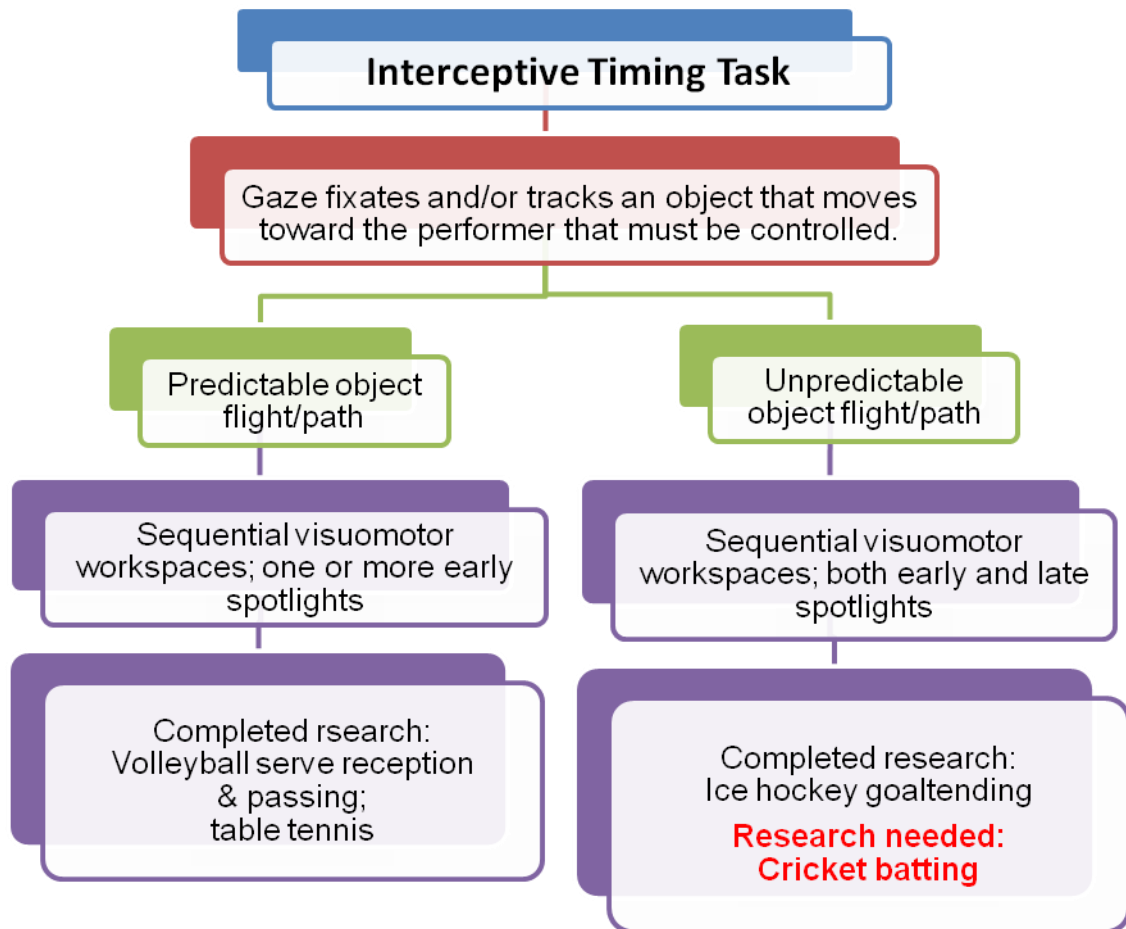 Interceptive Timing Task
Gaze fixates and/or tracks an object that moves
toward the performer that must be controlled.
Predictable object
flight/path
Unpredictable
object flight/path
Sequential visuomotor
workspaces; one or more early
spotlights
Sequential visuomotor
workspaces; both early and late
spotlights
Completed rsearch:
Volleyball serve reception
& passing;
table tennis
Completed research:
Ice hockey goaltending
Research needed:
Cricket batting